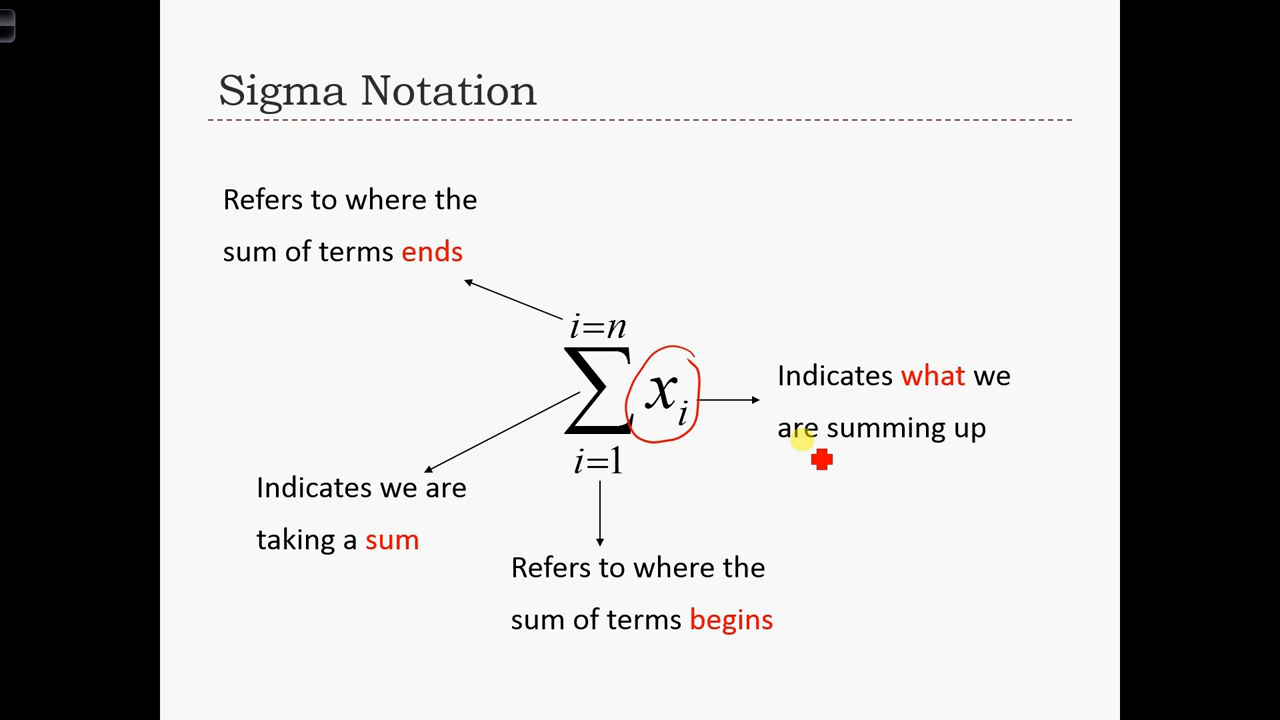 Sigma Notation
Refers to where the
sum of terms ends
i=n
∑ xᵢ
i=1
Indicates what we
are summing up
Indicates we are
taking a sum
Refers to where the
sum of terms begins